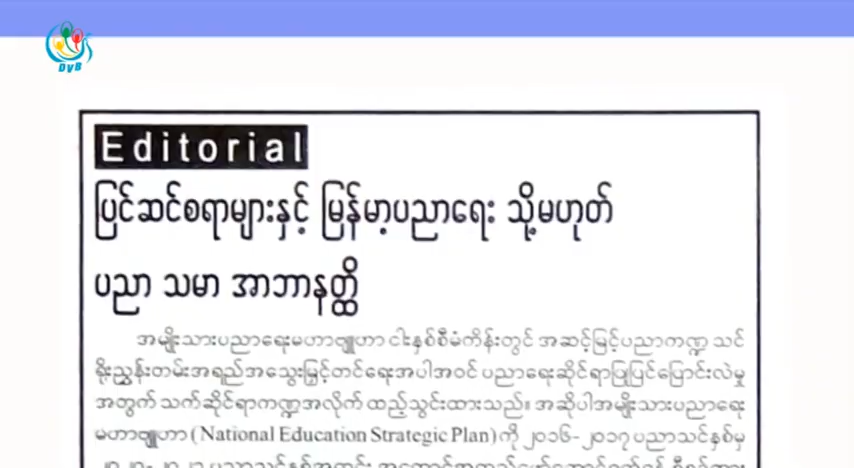 DVB
Editorial
ပြင်ဆင်စရာများနှင့် မြန်မာ့ပညာရေး သို့မဟုတ်
ပညာ သမာ အာဘာနတ္ထိ
အမျိုးသားပညာရေးမဟာဗျူဟာ ငါးနှစ်စီမံကိန်းတွင် အဆင့်မြင့်ပညာကဏ္ဍ သင်
ရိုးညွှန်းတမ်းအရည်အသွေးမြှင့်တင်ရေးအပါအဝင် ပညာရေးဆိုင်ရာပြုပြင်ပြောင်းလဲမှု
အတွက် သက်ဆိုင်ရာကဏ္ဍအလိုက် ထည့်သွင်းထားသည်။ အဆိုပါအမျိုးသားပညာရေး
မဟာဗျူဟာ (National Education Strategic Plan) ကို ၂၀၁၆-၂၀၁၇ ပညာသင်နှစ်မှ